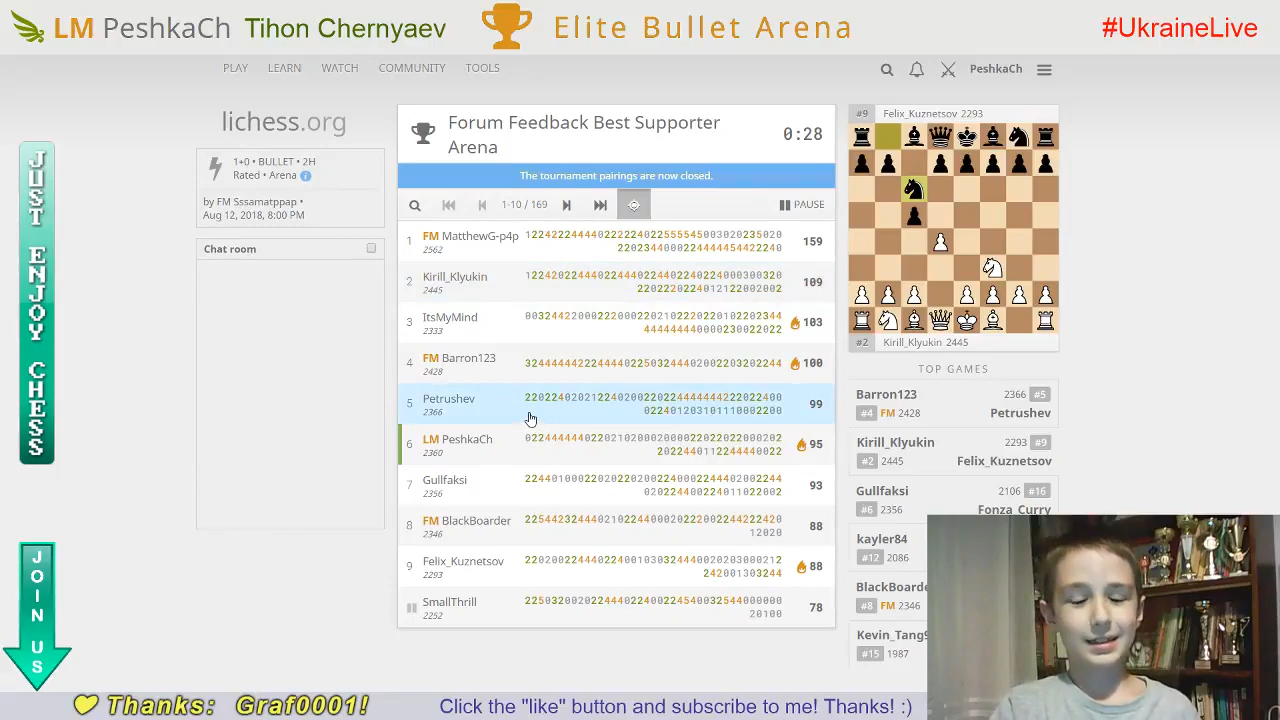 LM PeshkaCh Tihon Chernyaev
Elite Bullet Arena
#UkraineLive
PLAY LEARN WATCH COMMUNITY TOOLS
PeshkaCh
lichess.org
1+0 • BULLET • 2H
Rated • Arena
by FM Sssamatppap •
Aug 12, 2018, 8:00 PM
Chat room
JUST ENJOY CHESS
JOIN US
Forum Feedback Best Supporter
Arena
0:28
The tournament pairings are now closed.
1-10 / 169
PAUSE
1 FM MatthewG-p4p 159
2562
2 Kirill_Klyukin 109
2445
3 ItsMyMind 103
2333
4 FM Barron123 100
2428
5 Petrushev 99
2366
6 LM PeshkaCh 95
2360
7 Gullfaksi 93
2356
8 FM BlackBoarder 88
2346
9 Felix_Kuznetsov 88
2293
SmallThrill 78
2252
#9 Felix_Kuznetsov 2293
#2 Kirill_Klyukin 2445
TOP GAMES
Barron123 2366 #5
#4 FM 2428 Petrushev
Kirill_Klyukin 2293 #9
#2 2445 Felix_Kuznetsov
Gullfaksi 2106 #16
#6 2356 Fonza_Curry
kayler84
#12 2086
BlackBoarde
#8 FM 2346
Kevin_Tang9
#15 1987
Thanks: Graf0001!
Click the "like" button and subscribe to me! Thanks! :)